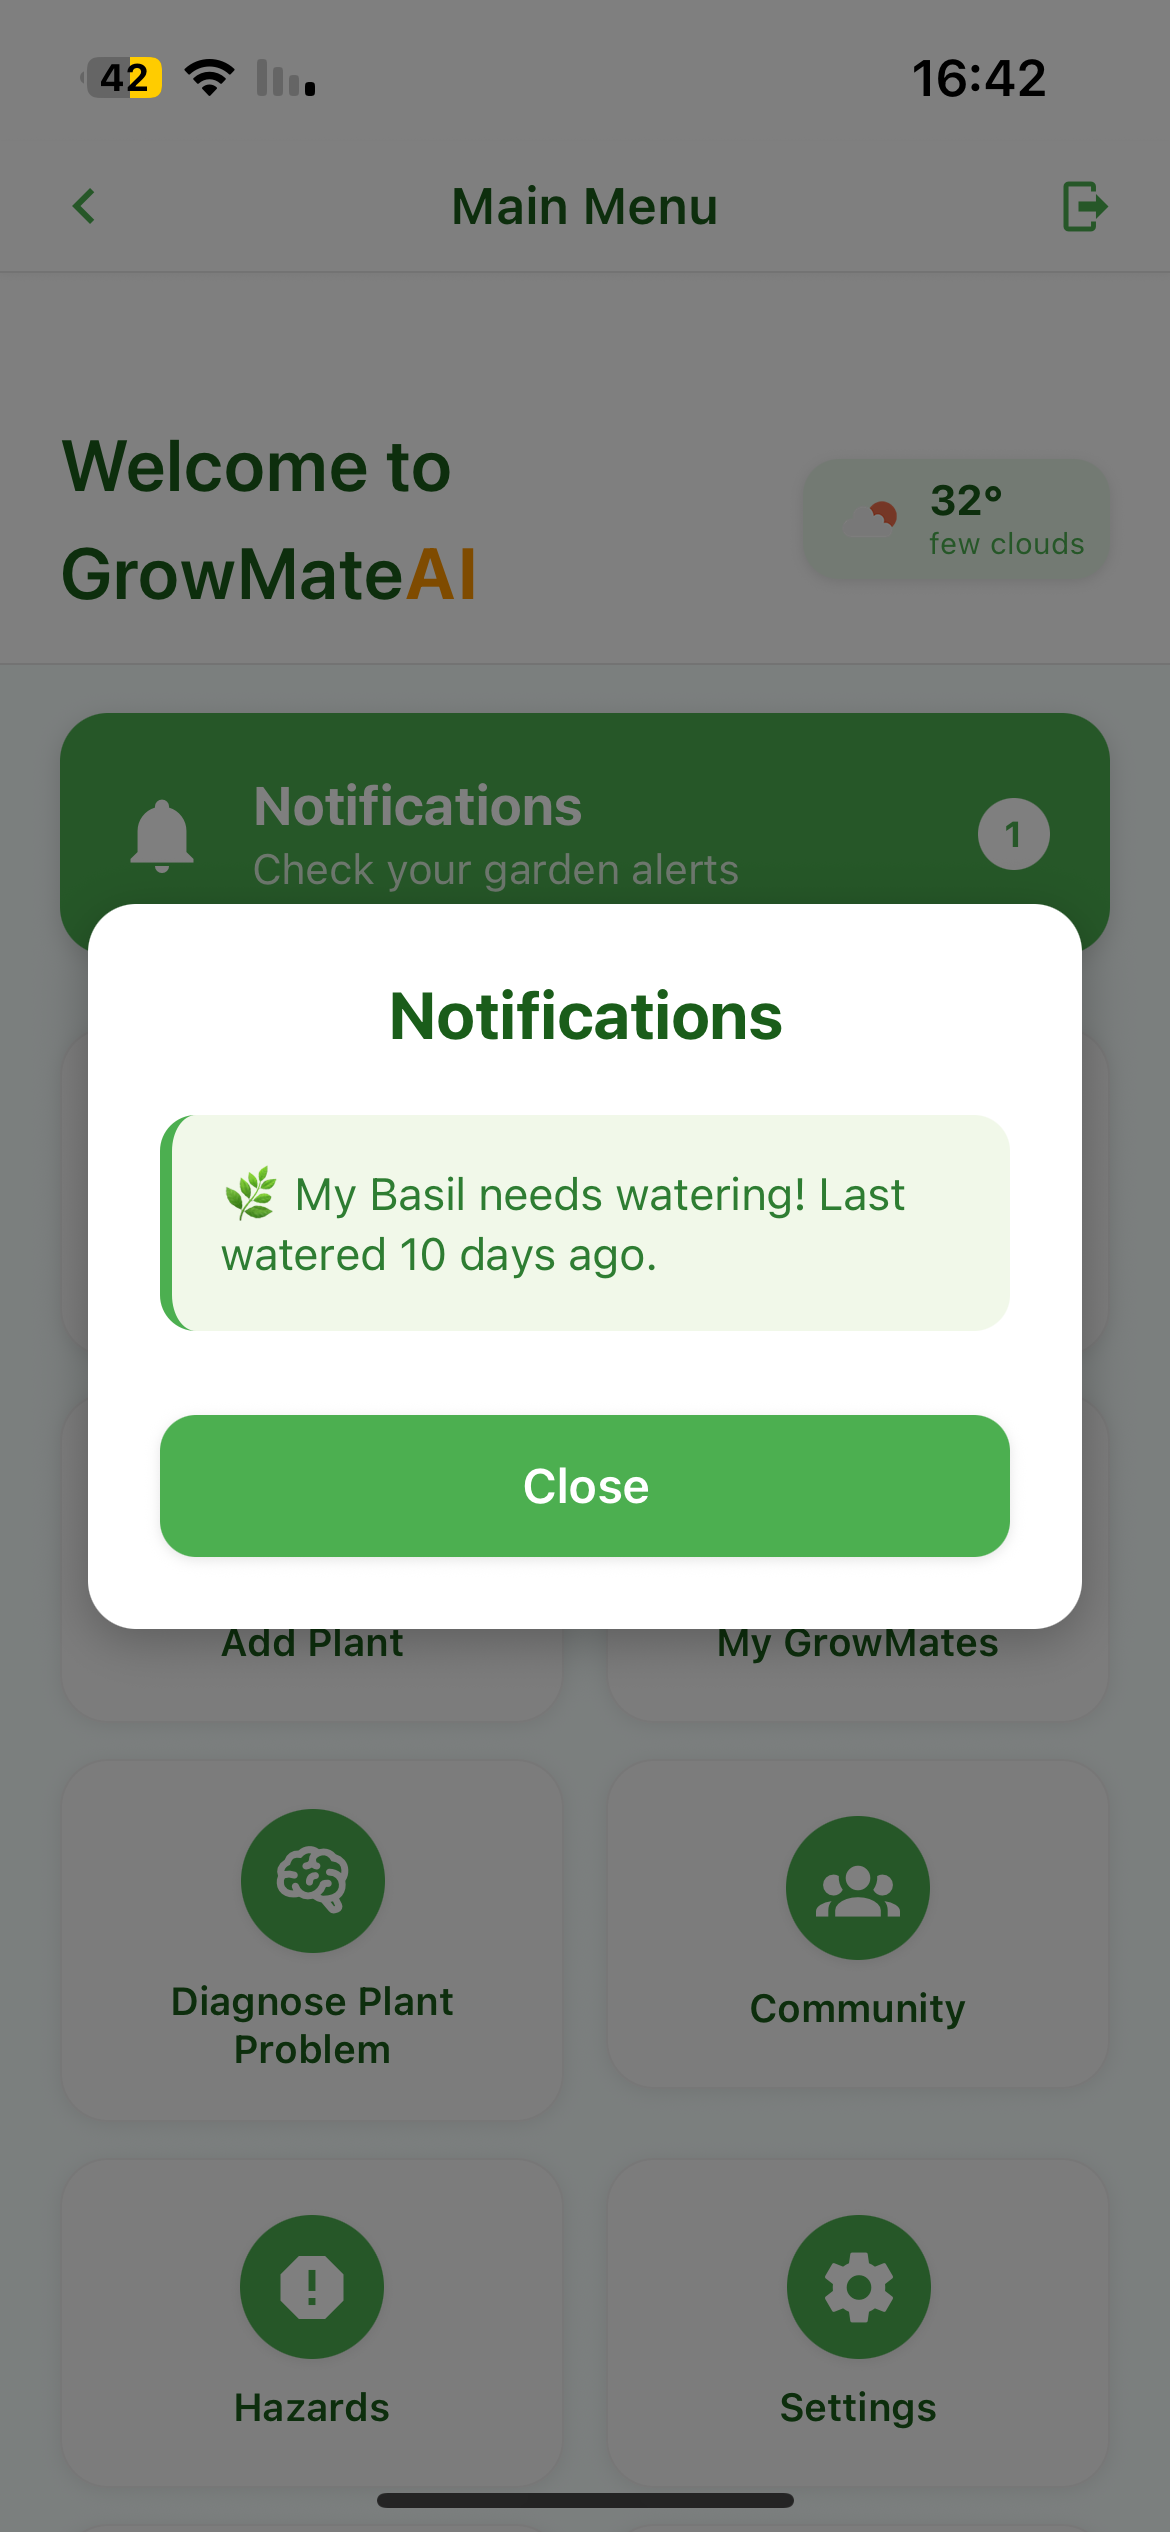 42
16:42
Main Menu
Welcome to
GrowMateAI
32°
few clouds
Notifications
Check your garden alerts
1
Notifications
🌿 My Basil needs watering! Last
watered 10 days ago.
Close
Add Plant
My GrowMates
Diagnose Plant
Problem
Community
Hazards
Settings